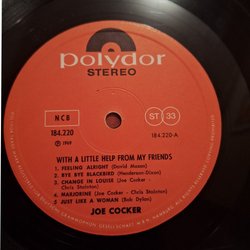 polydor
STEREO
NCB
ST 33
184.220
184.220-A
℗ 1969
WITH A LITTLE HELP FROM MY FRIENDS
1. FEELING ALRIGHT (David Mason)
2. BYE BYE BLACKBIRD (Henderson-Dixon)
3. CHANGE IN LOUISE (Joe Cocker -
Chris Stainton)
4. MARJORINE (Joe Cocker - Chris Stainton)
5. JUST LIKE A WOMAN (Bob Dylan)
JOE COCKER